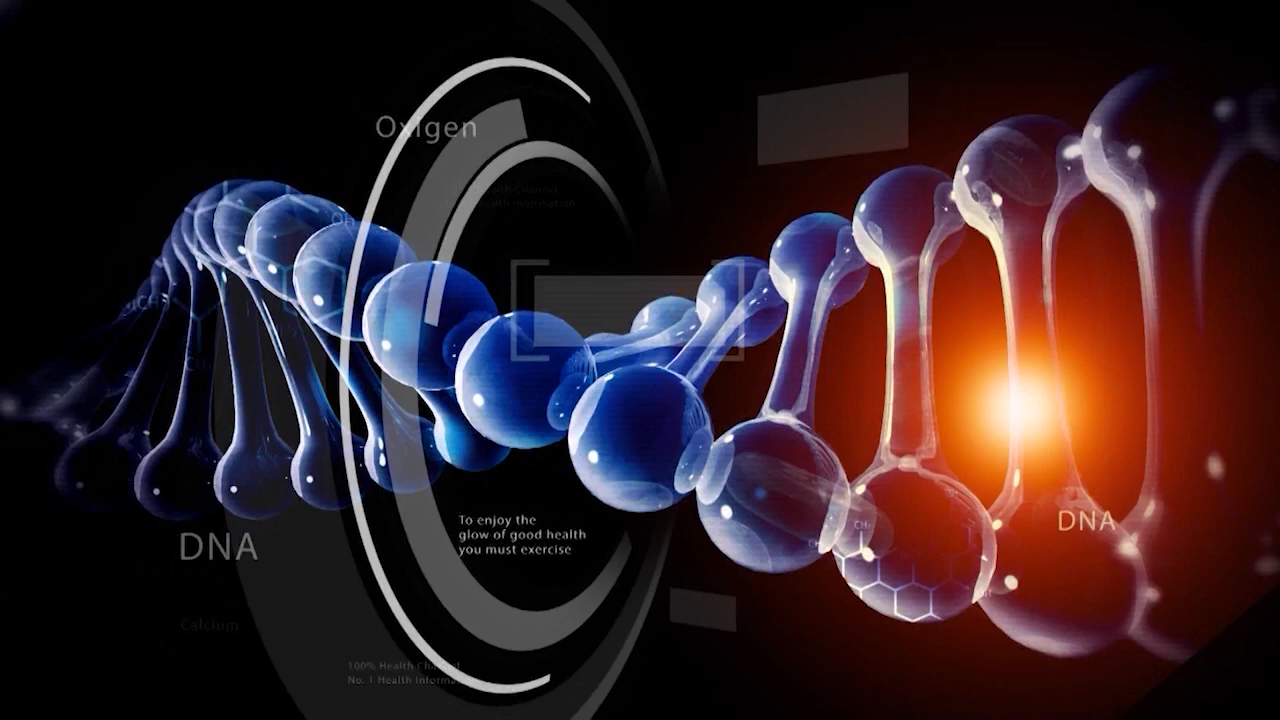 Oxigen
To enjoy the
glow of good health
you must exercise
DNA
DNA
CH₃
Calcium
100% Health Channel
No. 1 Health Information